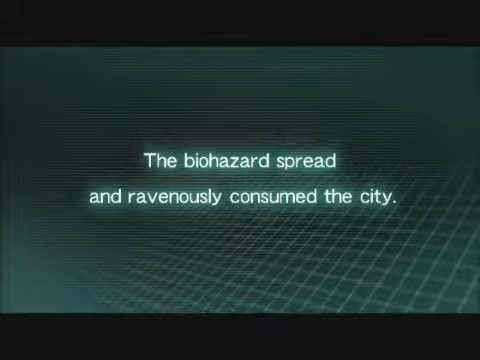 The biohazard spread
and ravenously consumed the city.